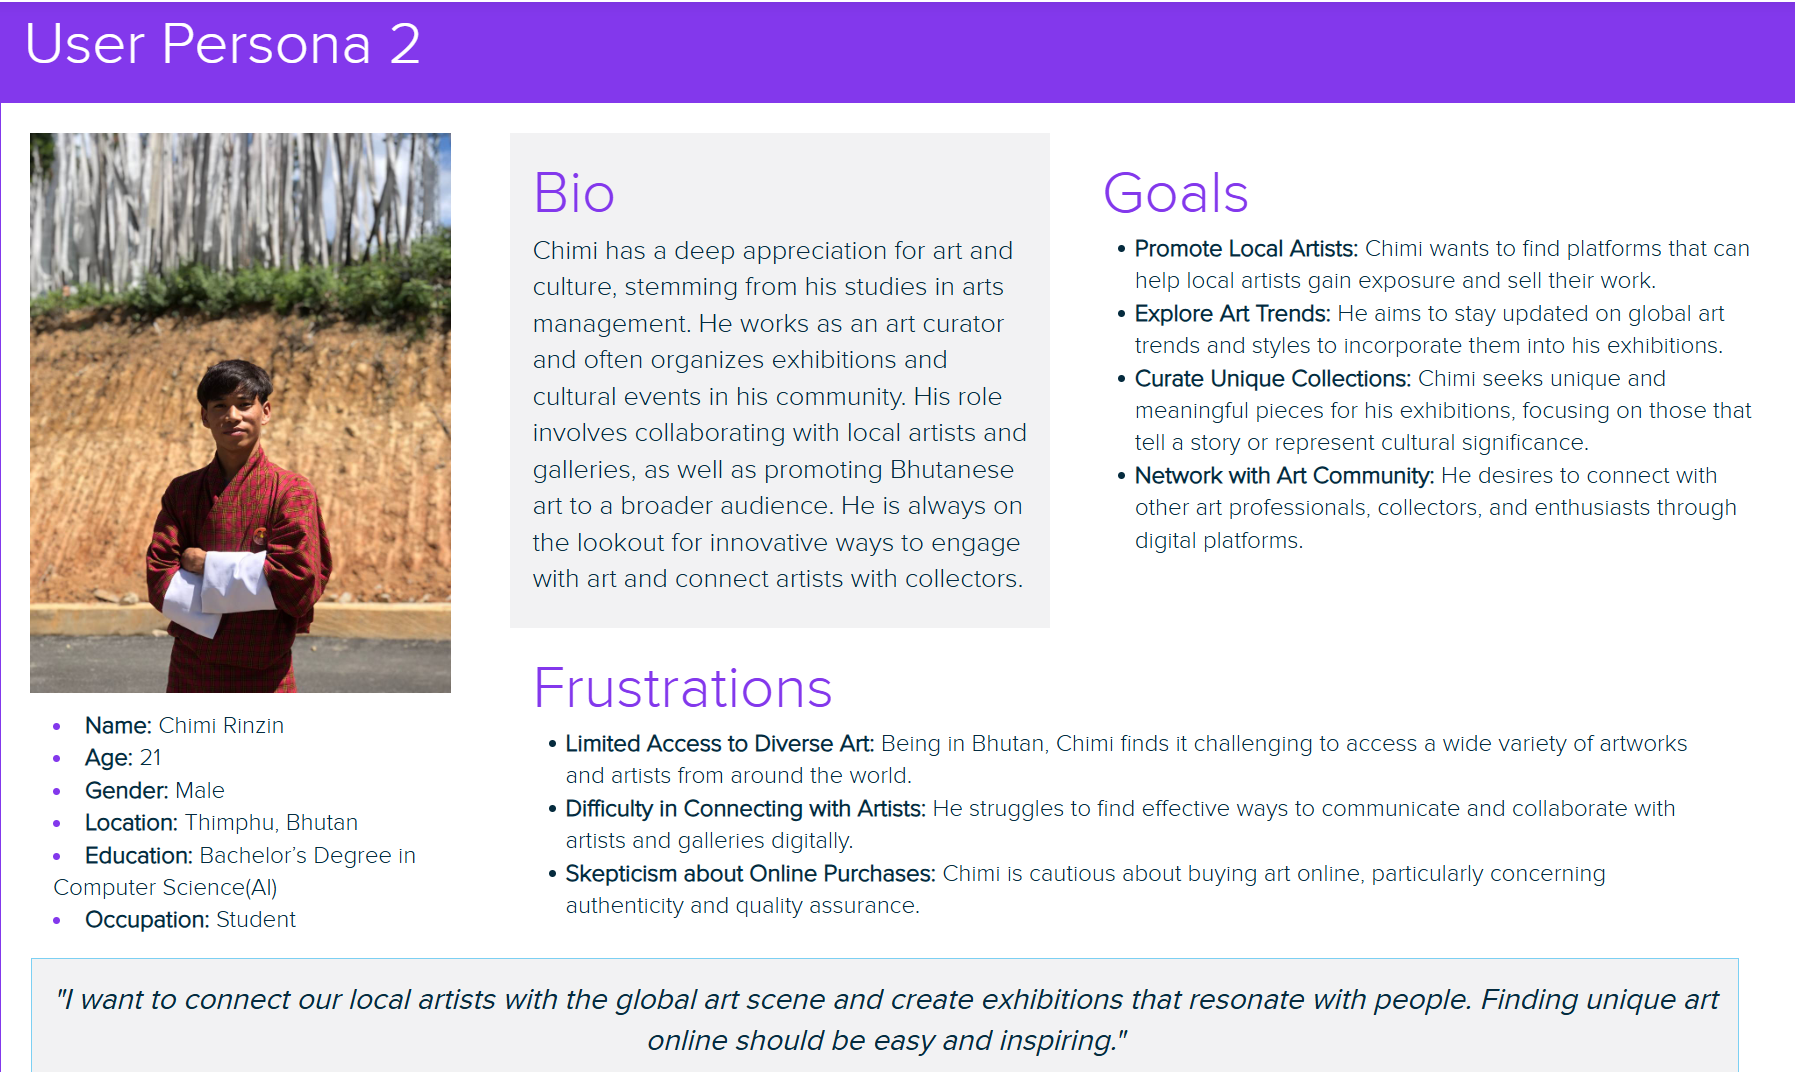 User Persona 2
Bio
Chimi has a deep appreciation for art and
culture, stemming from his studies in arts
management. He works as an art curator
and often organizes exhibitions and
cultural events in his community. His role
involves collaborating with local artists and
galleries, as well as promoting Bhutanese
art to a broader audience. He is always on
the lookout for innovative ways to engage
with art and connect artists with collectors.
Goals
• Promote Local Artists: Chimi wants to find platforms that can
help local artists gain exposure and sell their work.
• Explore Art Trends: He aims to stay updated on global art
trends and styles to incorporate them into his exhibitions.
• Curate Unique Collections: Chimi seeks unique and
meaningful pieces for his exhibitions, focusing on those that
tell a story or represent cultural significance.
• Network with Art Community: He desires to connect with
other art professionals, collectors, and enthusiasts through
digital platforms.
Frustrations
• Limited Access to Diverse Art: Being in Bhutan, Chimi finds it challenging to access a wide variety of artworks
and artists from around the world.
• Difficulty in Connecting with Artists: He struggles to find effective ways to communicate and collaborate with
artists and galleries digitally.
• Skepticism about Online Purchases: Chimi is cautious about buying art online, particularly concerning
authenticity and quality assurance.
• Name: Chimi Rinzin
• Age: 21
• Gender: Male
• Location: Thimphu, Bhutan
• Education: Bachelor’s Degree in
Computer Science(AI)
• Occupation: Student
"I want to connect our local artists with the global art scene and create exhibitions that resonate with people. Finding unique art
online should be easy and inspiring."